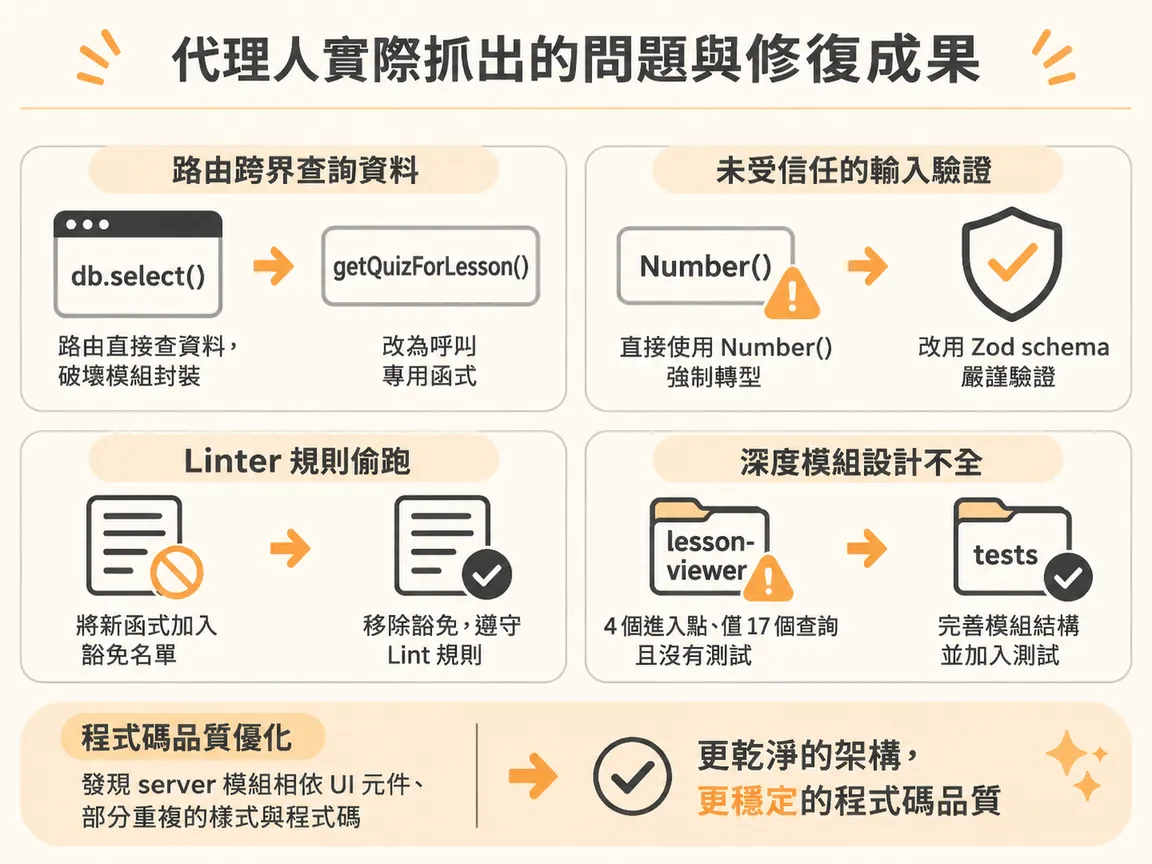 代理人實際抓出的問題與修復成果
路由跨界查詢資料
db.select()
getQuizForLesson()
路由直接查資料，
破壞模組封裝
改為呼叫
專用函式
未受信任的輸入驗證
Number()
直接使用 Number()
強制轉型
改用 Zod schema
嚴謹驗證
Linter 規則偷跑
將新函式加入
豁免名單
移除豁免，遵守
Lint 規則
深度模組設計不全
lesson-
viewer
tests
4 個進入點、僅 17 個查詢
且沒有測試
完善模組結構
並加入測試
程式碼品質優化
發現 server 模組相依 UI 元件、
部分重複的樣式與程式碼
更乾淨的架構，
更穩定的程式碼品質